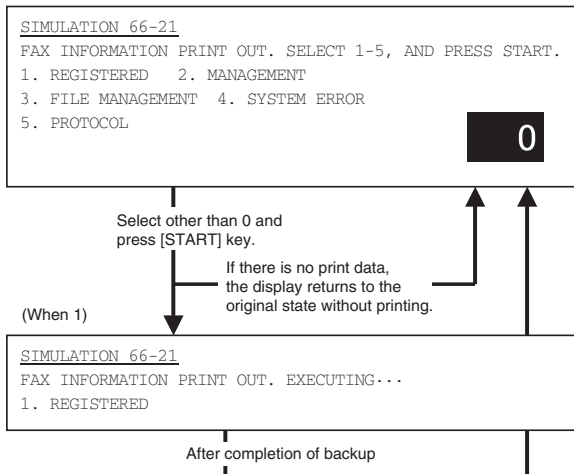 SIMULATION 66-21
FAX INFORMATION PRINT OUT. SELECT 1-5, AND PRESS START.
1. REGISTERED 2. MANAGEMENT
3. FILE MANAGEMENT 4. SYSTEM ERROR
5. PROTOCOL
0
Select other than 0 and
press [START] key.
If there is no print data,
the display returns to the
original state without printing.
(When 1)
SIMULATION 66-21
FAX INFORMATION PRINT OUT. EXECUTING···
1. REGISTERED
After completion of backup